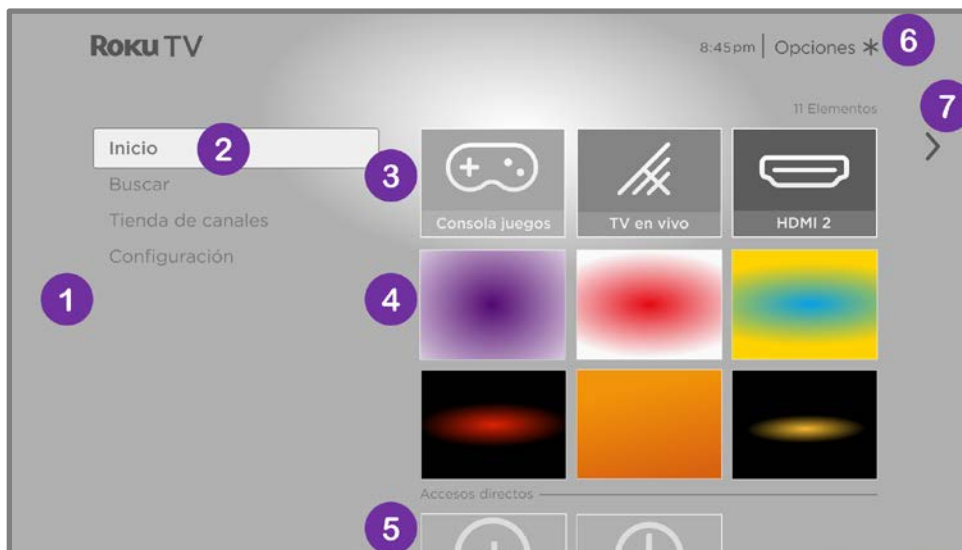 Roku TV
8:45pm | Opciones *
6
11 Elementos
7
Inicio
2
Buscar
Tienda de canales
Configuración
1
3
Consola juegos
TV en vivo
HDMI 2
4
Accesos directos
5